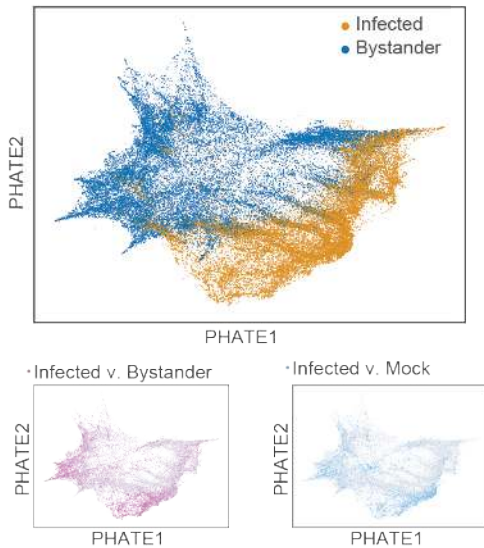 Infected
Bystander
PHATE2
PHATE1
Infected v. Bystander
PHATE2
PHATE1
Infected v. Mock
PHATE2
PHATE1